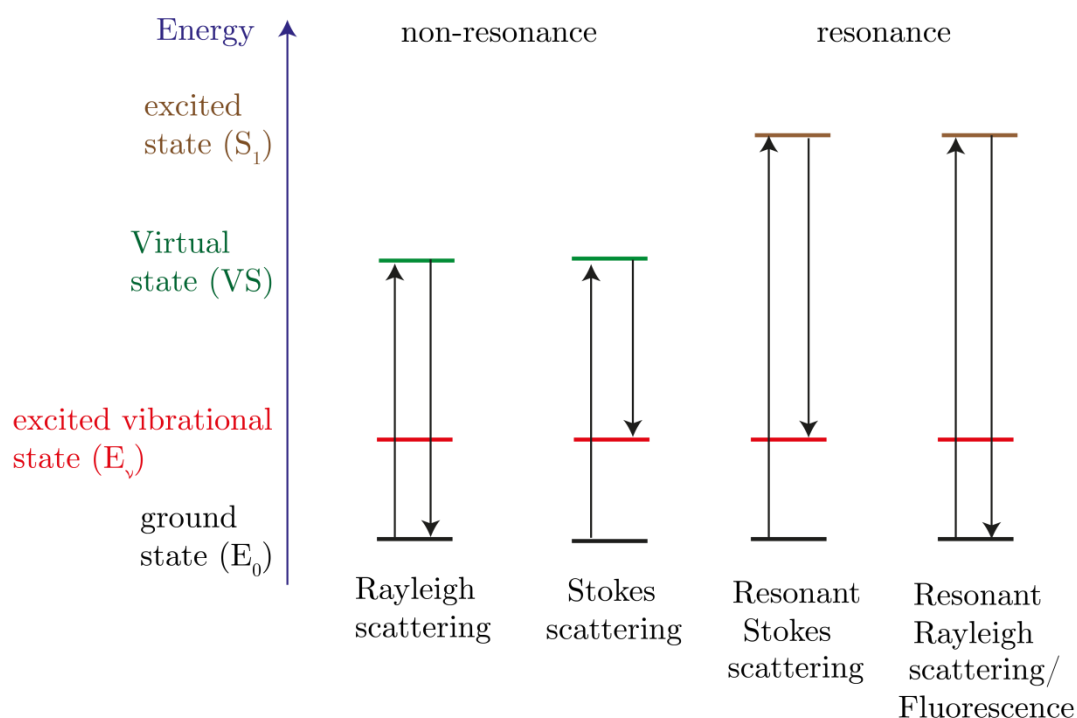 Energy
non-resonance
resonance
excited
state (S₁)
Virtual
state (VS)
excited vibrational
state (Eᵥ)
ground
state (E₀)
Rayleigh
scattering
Stokes
scattering
Resonant
Stokes
scattering
Resonant
Rayleigh
scattering/
Fluorescence